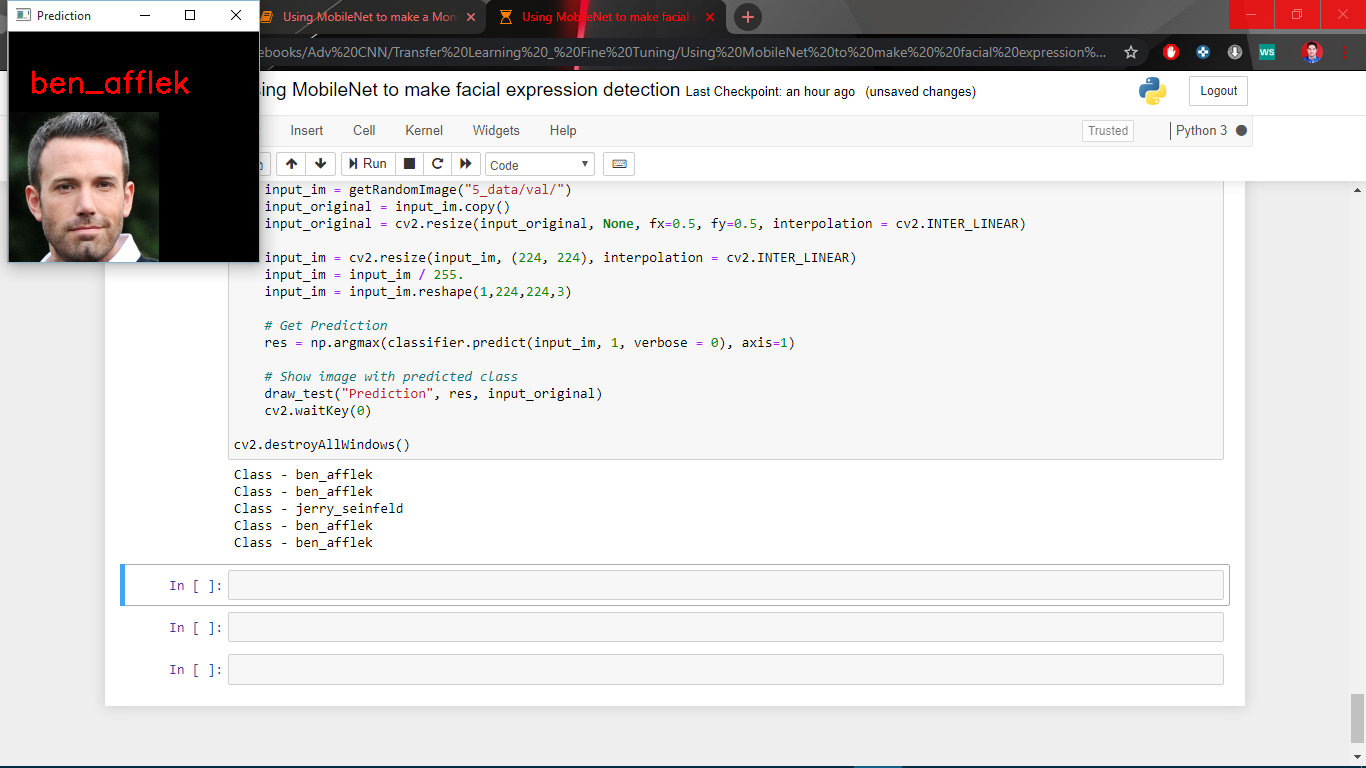 Prediction
ben_afflek
Using MobileNet to make a Mon
Using MobileNet to make facial
ebooks/Adv%20CNN/Transfer%20Learning%20_%20Fine%20Tuning/Using%20MobileNet%20to%20make%20%20facial%20expression%...
WS
ing MobileNet to make facial expression detection Last Checkpoint: an hour ago (unsaved changes)
Logout
Insert Cell Kernel Widgets Help
Trusted
Python 3
Run
Code
input_im = getRandomImage("5_data/val/")
input_original = input_im.copy()
input_original = cv2.resize(input_original, None, fx=0.5, fy=0.5, interpolation = cv2.INTER_LINEAR)
input_im = cv2.resize(input_im, (224, 224), interpolation = cv2.INTER_LINEAR)
input_im = input_im / 255.
input_im = input_im.reshape(1,224,224,3)
# Get Prediction
res = np.argmax(classifier.predict(input_im, 1, verbose = 0), axis=1)
# Show image with predicted class
draw_test("Prediction", res, input_original)
cv2.waitKey(0)
cv2.destroyAllWindows()
Class - ben_afflek
Class - ben_afflek
Class - jerry_seinfeld
Class - ben_afflek
Class - ben_afflek
In [ ]:
In [ ]:
In [ ]: